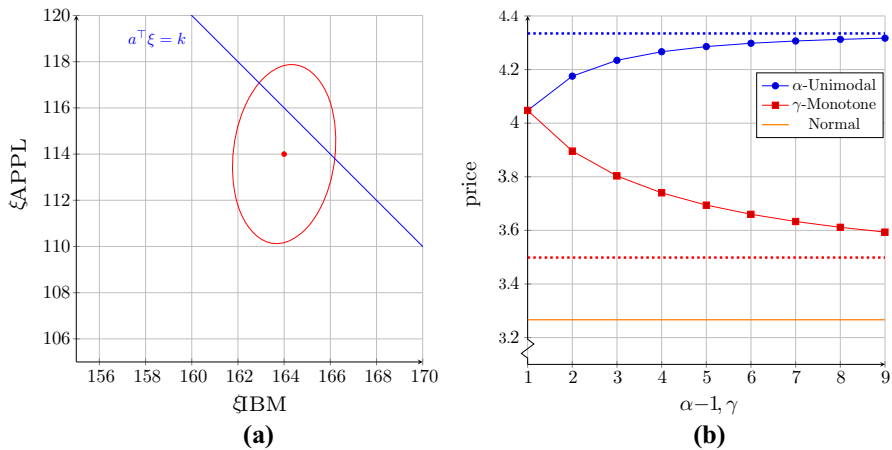 120
118
116
114
112
110
108
106
ξAPPL
a⊤ξ = k
156 158 160 162 164 166 168 170
ξIBM
(a)
4.4
4.2
4
3.8
3.6
3.4
3.2
price
α-Unimodal
γ-Monotone
Normal
1 2 3 4 5 6 7 8 9
α−1, γ
(b)